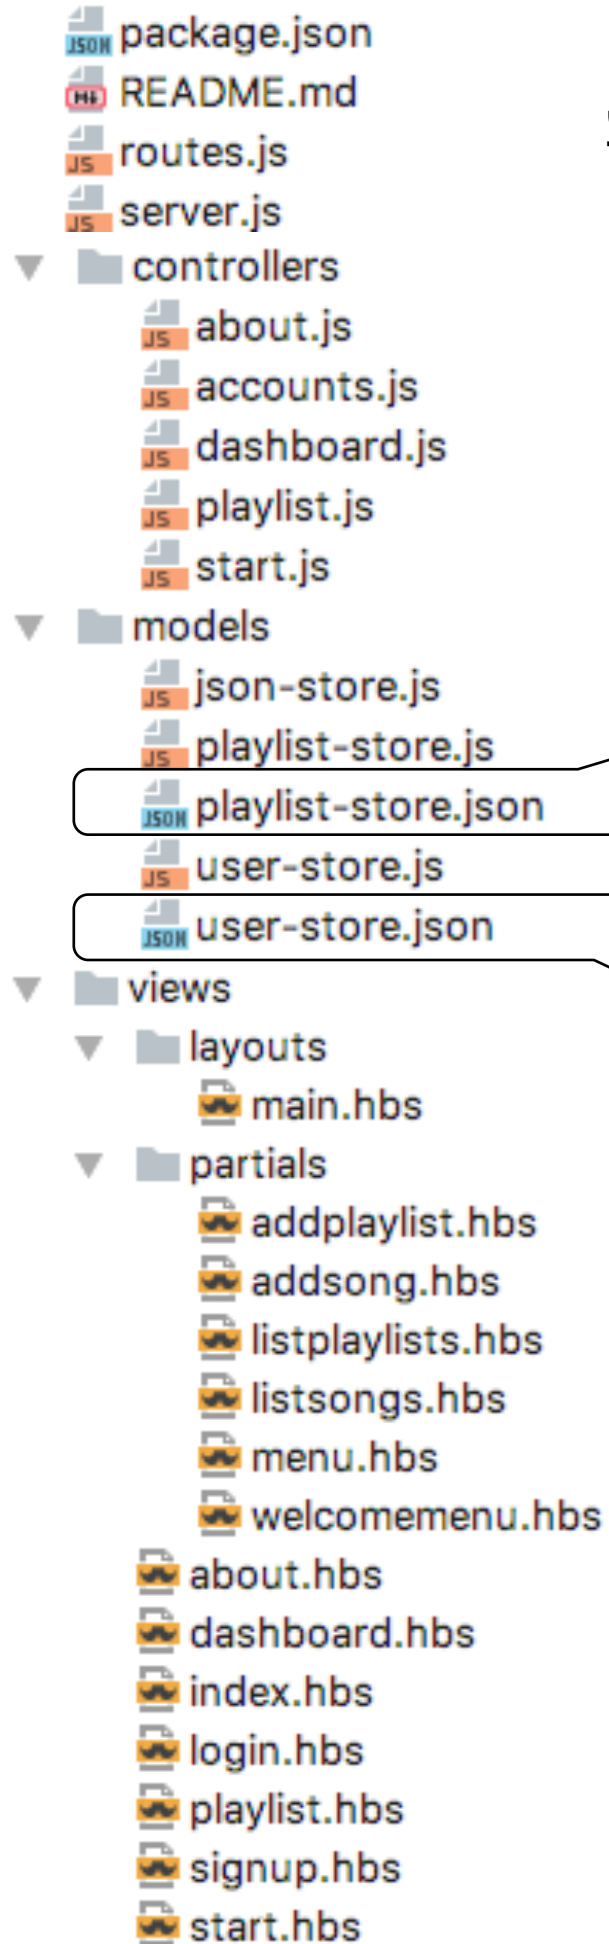 package.json
README.md
routes.js
server.js
controllers
about.js
accounts.js
dashboard.js
playlist.js
start.js
models
json-store.js
playlist-store.js
playlist-store.json
user-store.js
user-store.json
views
layouts
main.hbs
partials
addplaylist.hbs
addsong.hbs
listplaylists.hbs
listsongs.hbs
menu.hbs
welcomemenu.hbs
about.hbs
dashboard.hbs
index.hbs
login.hbs
playlist.hbs
signup.hbs
start.hbs